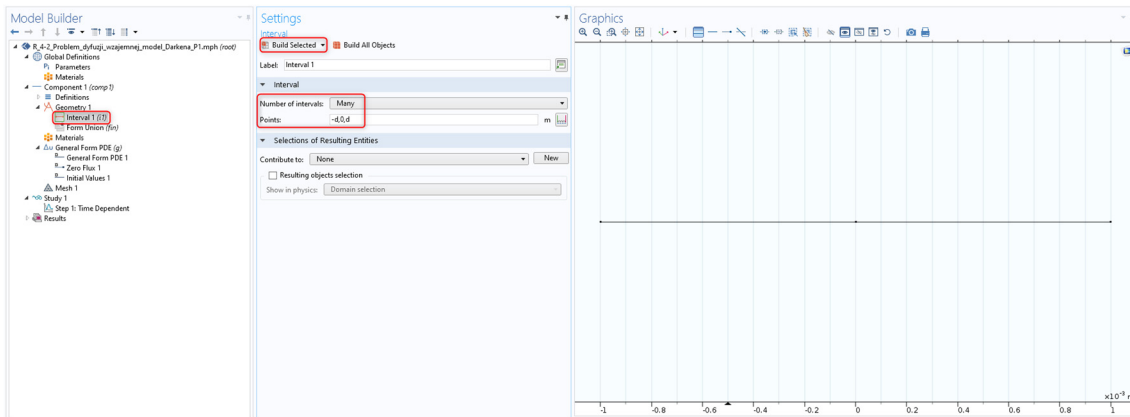 Model Builder
R_4-2_Problem_dyfuzji_wzajemnej_model_Darkena_P1.mph (root)
Global Definitions
Pi Parameters
Materials
Component 1 (comp1)
Definitions
Geometry 1
Interval 1 (i1)
Form Union (fin)
Materials
Δu General Form PDE (g)
General Form PDE 1
Zero Flux 1
Initial Values 1
Mesh 1
Study 1
Step 1: Time Dependent
Results
Settings
Interval
Build Selected
Build All Objects
Label: Interval 1
Interval
Number of intervals: Many
Points: -d,0,d m
Selections of Resulting Entities
Contribute to: None New
Resulting objects selection
Show in physics: Domain selection
Graphics
×10⁻³
-1 -0.8 -0.6 -0.4 -0.2 0 0.2 0.4 0.6 0.8 1